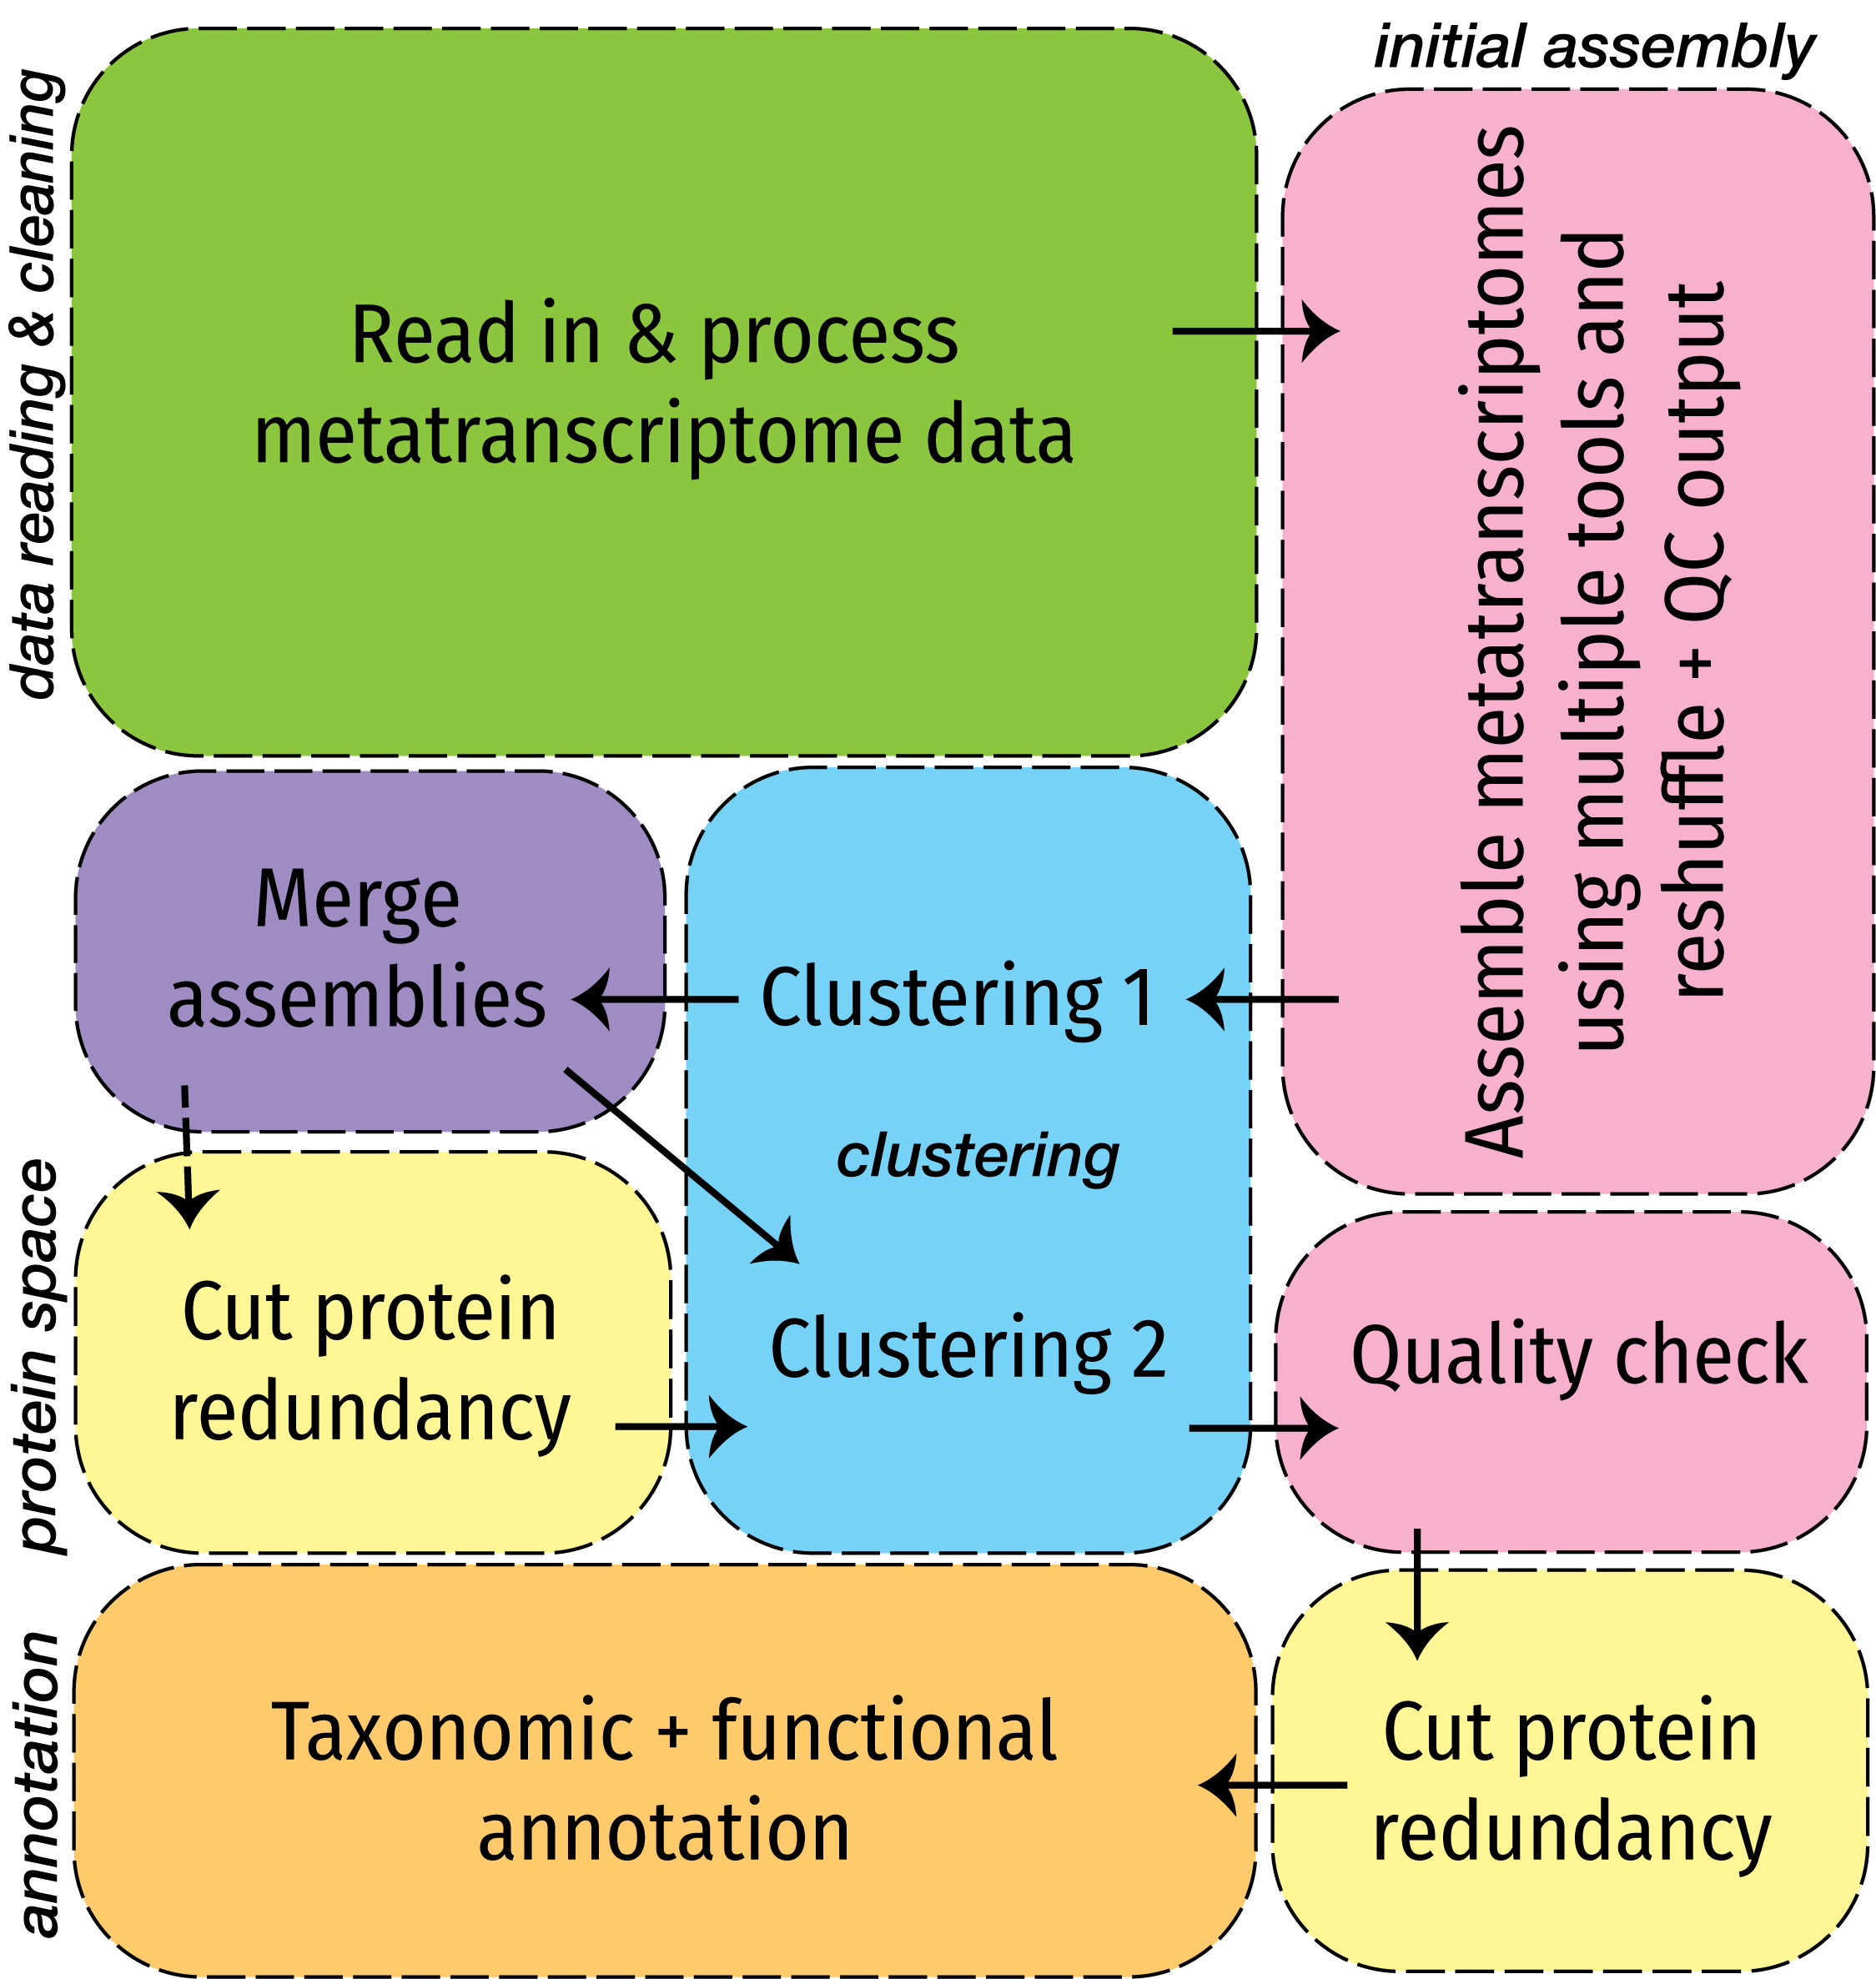 initial assembly
data reading & cleaning
Read in & process
metatranscriptome data
Assemble metatranscriptomes
using multiple tools and
reshuffle + QC output
Merge
assemblies
Clustering 1
clustering
Clustering 2
protein space
Cut protein
redundancy
Quality check
annotation
Taxonomic + functional
annotation
Cut protein
redundancy